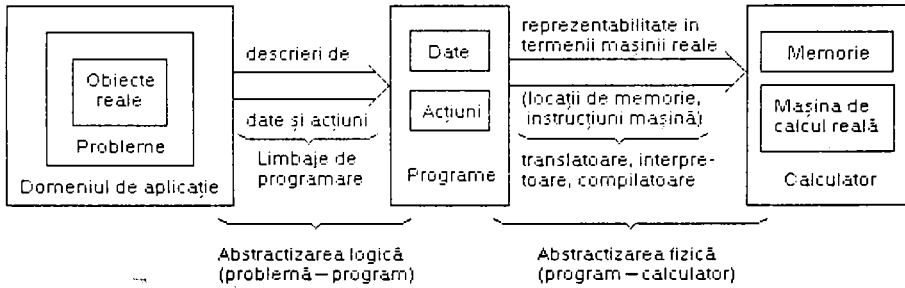 Obiecte
reale
Probleme
Domeniul de aplicație
descrieri de
date și acțiuni
Limbaje de
programare
Date
Acțiuni
Programe
reprezentabilitate in
termenii mașinii reale
(locații de memorie,
instrucțiuni mașină)
translatoare, interpre-
toare, compilatoare
Memorie
Mașina de
calcul reală
Calculator
Abstractizarea logică
(problemă – program)
Abstractizarea fizică
(program – calculator)